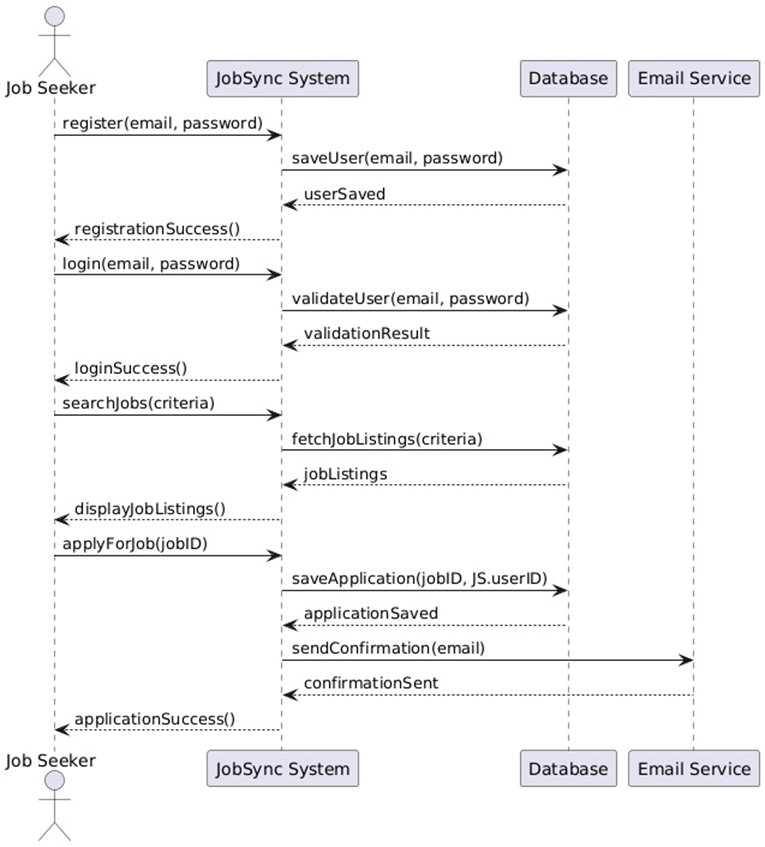 Job Seeker
JobSync System
Database
Email Service
register(email, password)
saveUser(email, password)
userSaved
registrationSuccess()
login(email, password)
validateUser(email, password)
validationResult
loginSuccess()
searchJobs(criteria)
fetchJobListings(criteria)
jobListings
displayJobListings()
applyForJob(jobID)
saveApplication(jobID, JS.userID)
applicationSaved
sendConfirmation(email)
confirmationSent
applicationSuccess()
Job Seeker
JobSync System
Database
Email Service